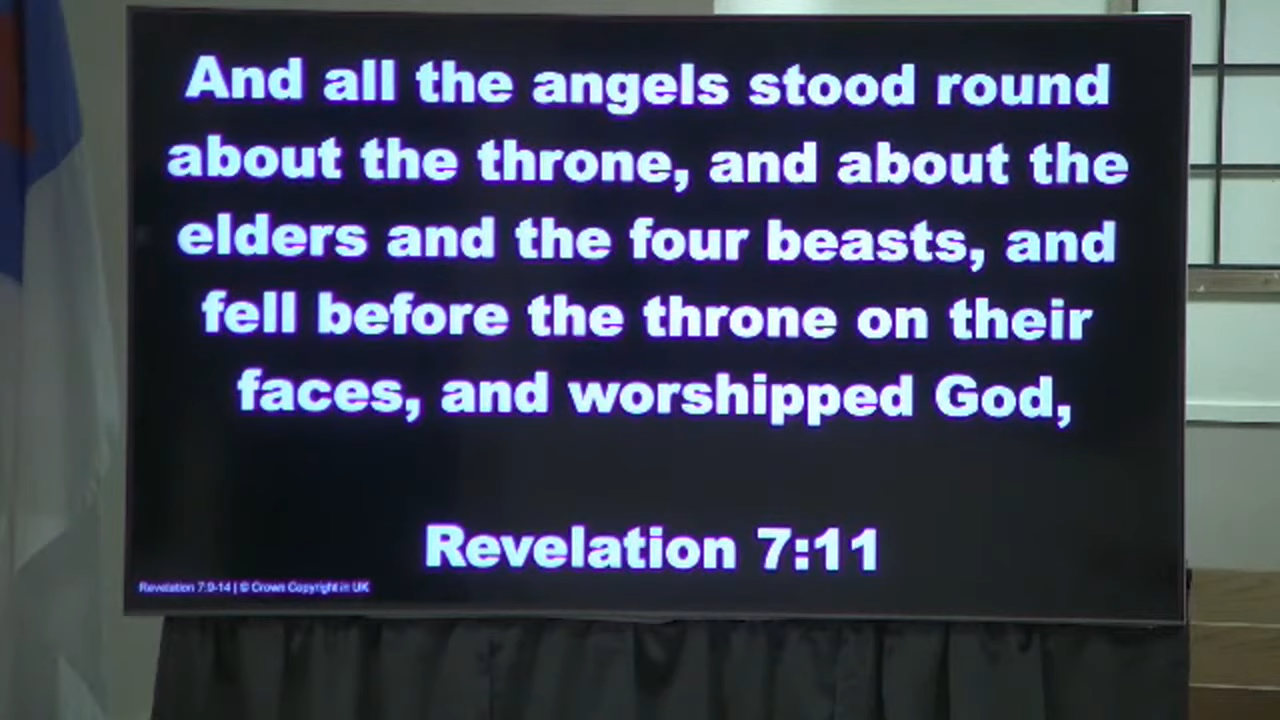 And all the angels stood round
about the throne, and about the
elders and the four beasts, and
fell before the throne on their
faces, and worshipped God,
Revelation 7:11
Revelation 7:9-14 | © Crown Copyright in UK